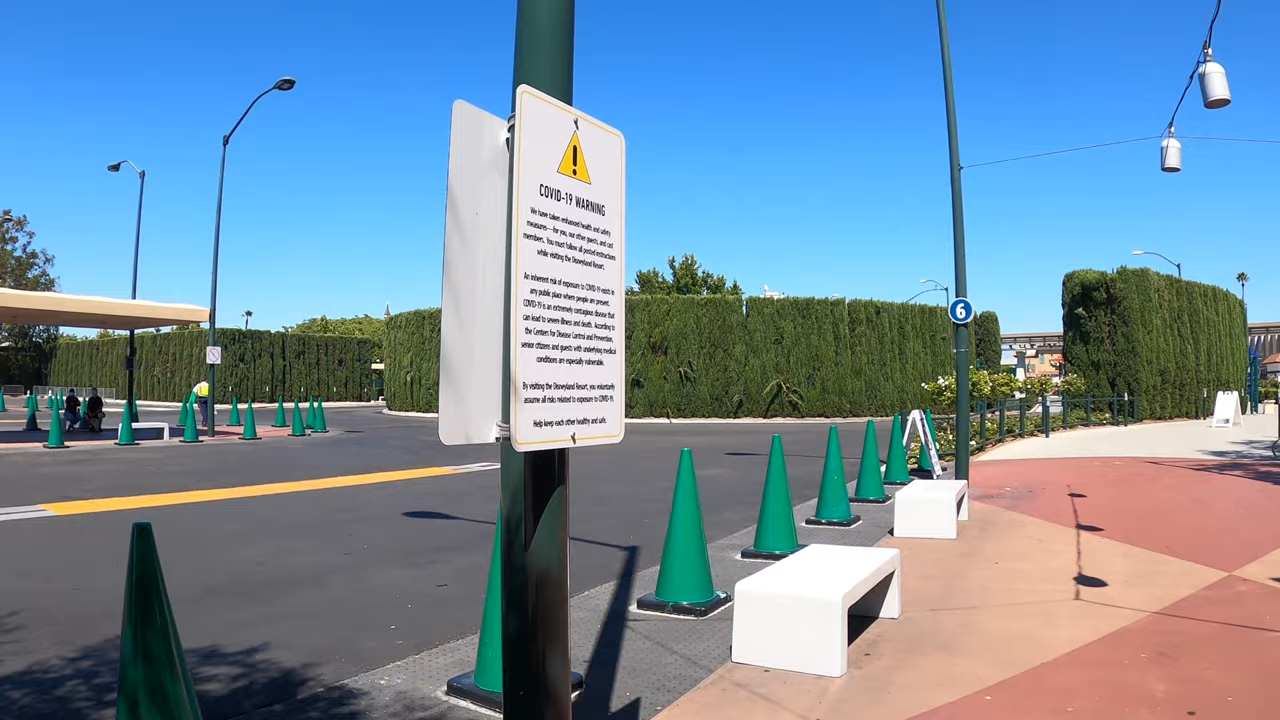 COVID-19 WARNING
We have taken enhanced health and safety
measures—for you, our other guests, and cast
members. You must follow all posted instructions
while visiting the Disneyland Resort.
An inherent risk of exposure to COVID-19 exists in
any public place where people are present.
COVID-19 is an extremely contagious disease that
can lead to severe illness and death. According to
the Centers for Disease Control and Prevention,
senior citizens and guests with underlying medical
conditions are especially vulnerable.
By visiting the Disneyland Resort, you voluntarily
assume all risks related to exposure to COVID-19.
Help keep each other healthy and safe.
6